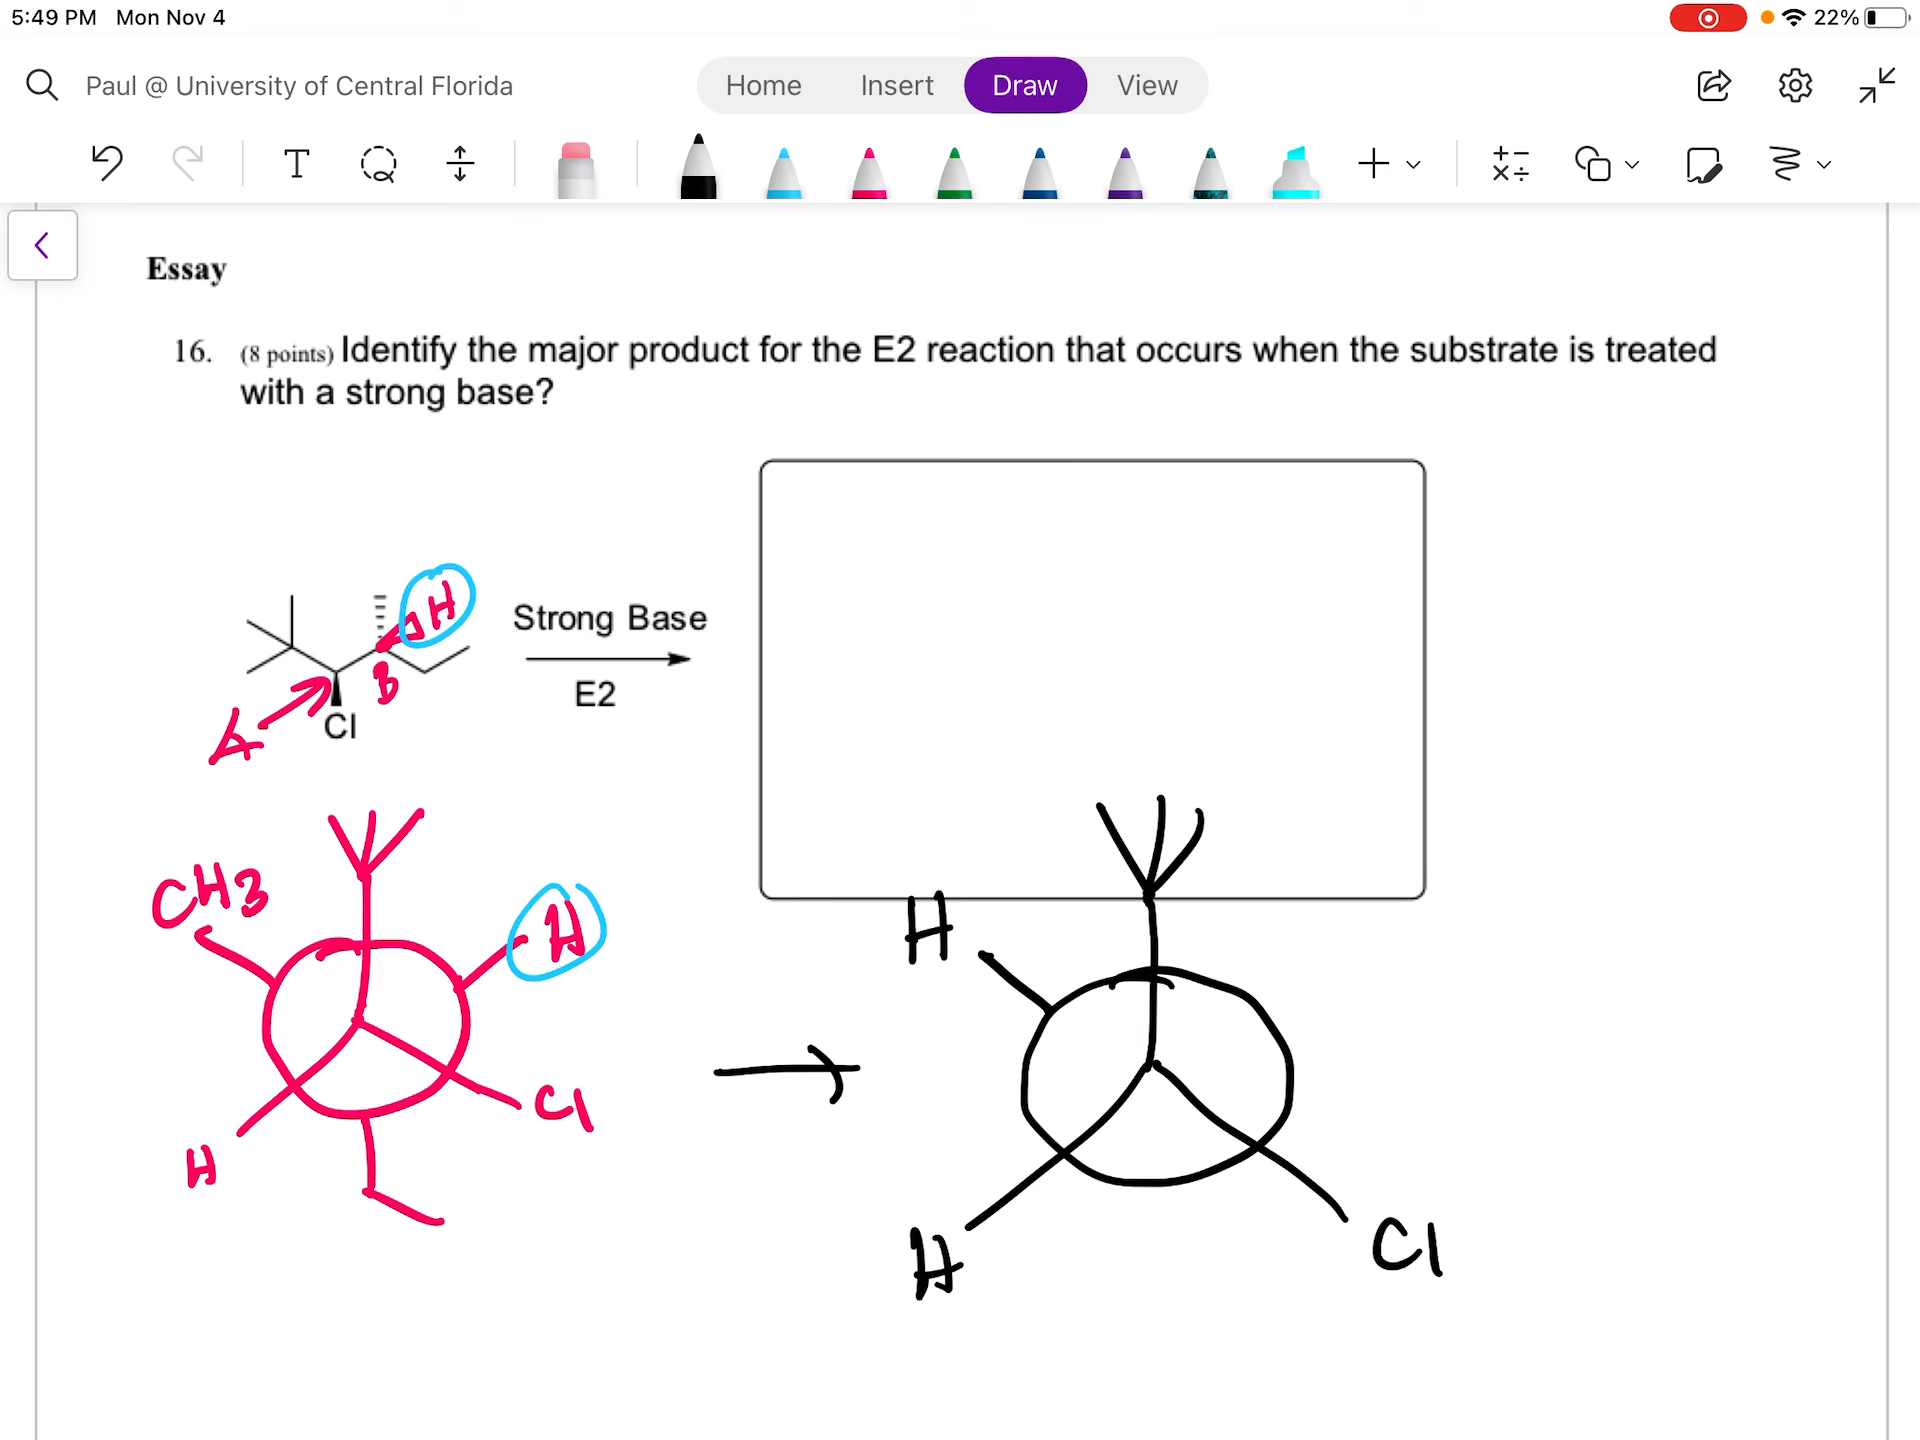 5:49 PM Mon Nov 4
22%
Paul @ University of Central Florida
Home Insert Draw View
T
Essay
16. (8 points) Identify the major product for the E2 reaction that occurs when the substrate is treated
with a strong base?
H
Strong Base
B
E2
A
Cl
CH3
H
H
Cl
H
H
Cl